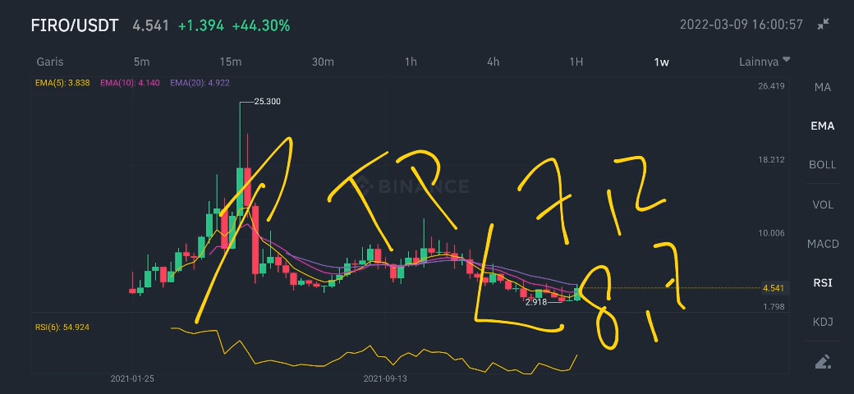 FIRO/USDT 4.541 +1.394 +44.30% 2022-03-09 16:00:57
Garis 5m 15m 30m 1h 4h 1H 1w Lainnya
EMA(5): 3.838 EMA(10): 4.140 EMA(20): 4.922
MA
EMA
BOLL
VOL
MACD
RSI
KDJ
26.419
25.300
18.212
BINANCE
TP
7,2
10.006
4.541
8,7
2.918
1.798
RSI(6): 54.924
2021-01-25 2021-09-13